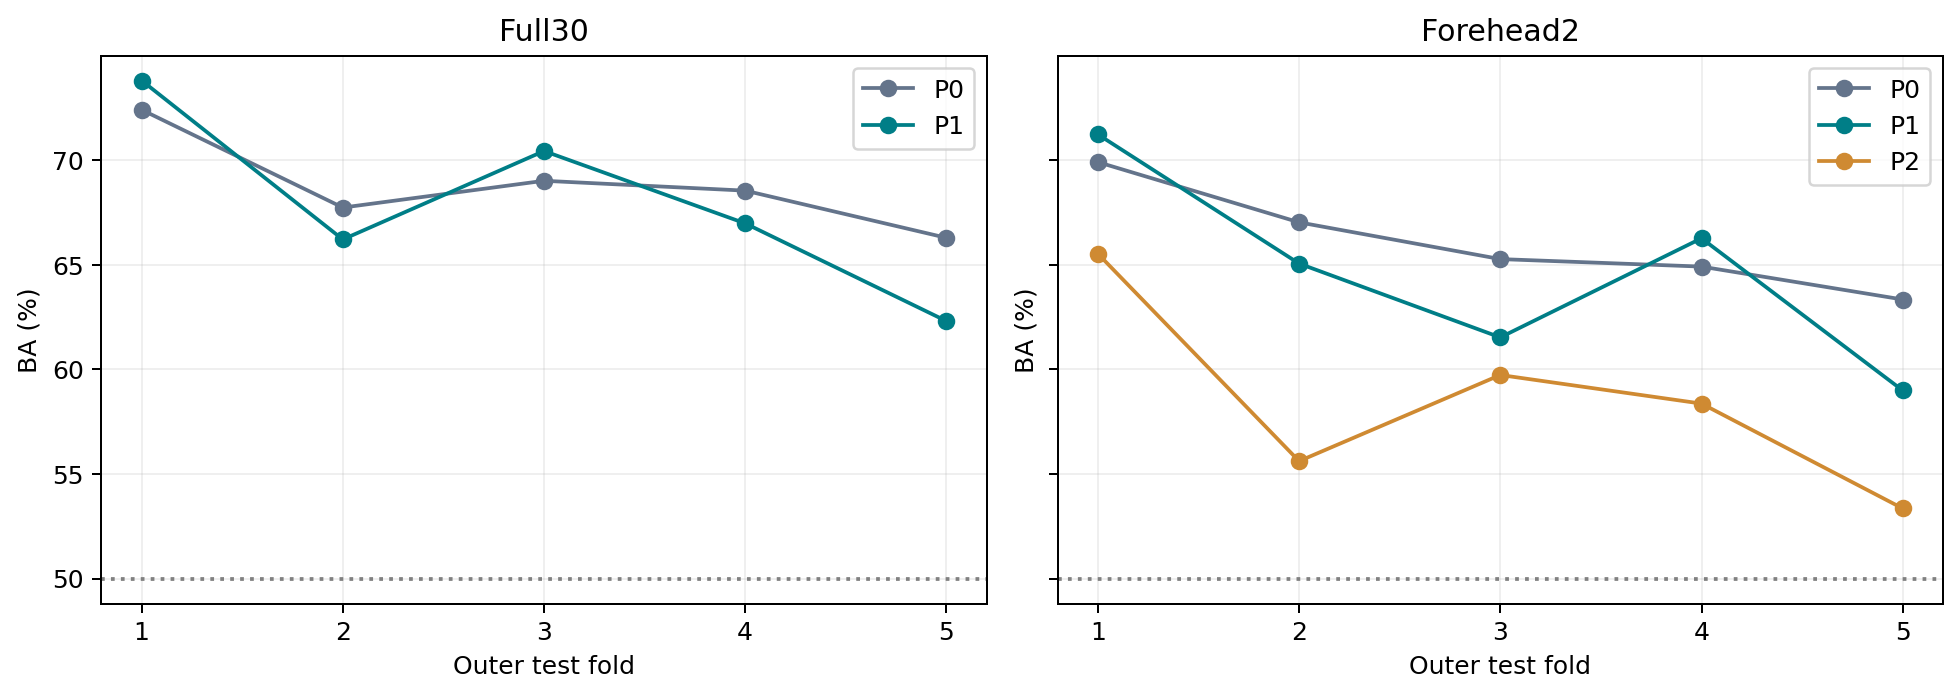 Full30
P0
P1
70
65
60
55
50
BA (%)
1 2 3 4 5
Outer test fold
Forehead2
P0
P1
P2
BA (%)
1 2 3 4 5
Outer test fold